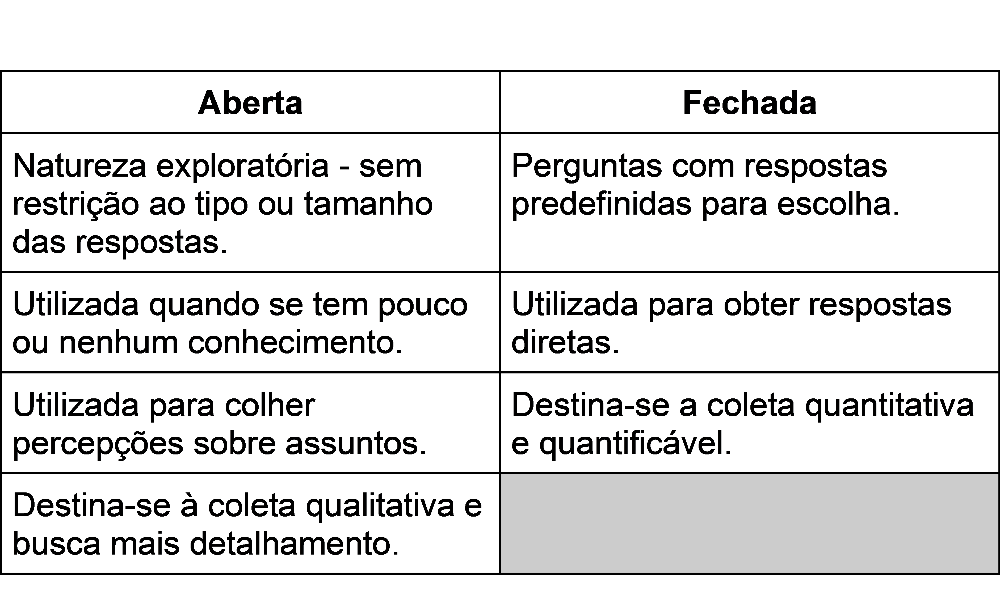 Aberta
Fechada
Natureza exploratória - sem
restrição ao tipo ou tamanho
das respostas.
Perguntas com respostas
predefinidas para escolha.
Utilizada quando se tem pouco
ou nenhum conhecimento.
Utilizada para obter respostas
diretas.
Utilizada para colher
percepções sobre assuntos.
Destina-se a coleta quantitativa
e quantificável.
Destina-se à coleta qualitativa e
busca mais detalhamento.